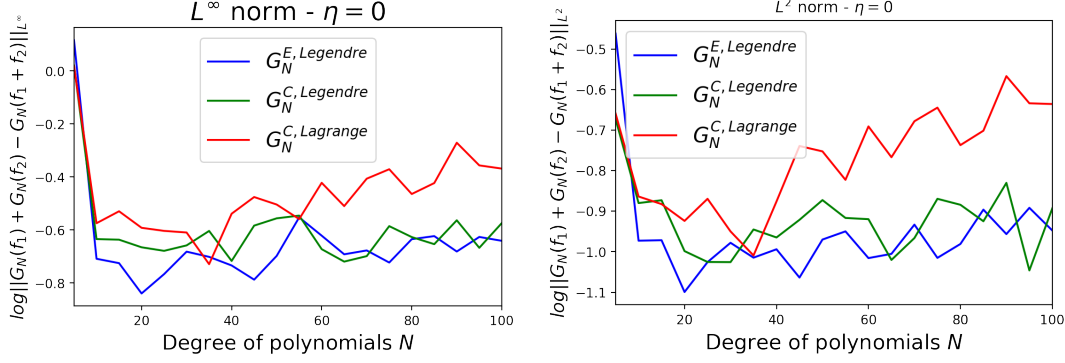 L^∞ norm - η = 0
log||G_N(f_1) + G_N(f_2) − G_N(f_1 + f_2)||_{L^∞}
0.0
−0.2
−0.4
−0.6
−0.8
G_N^{E, Legendre}
G_N^{C, Legendre}
G_N^{C, Lagrange}
20
40
60
80
100
Degree of polynomials N
L^2 norm - η = 0
log||G_N(f_1) + G_N(f_2) − G_N(f_1 + f_2)||_{L^2}
−0.5
−0.6
−0.7
−0.8
−0.9
−1.0
−1.1
G_N^{E, Legendre}
G_N^{C, Legendre}
G_N^{C, Lagrange}
20
40
60
80
100
Degree of polynomials N